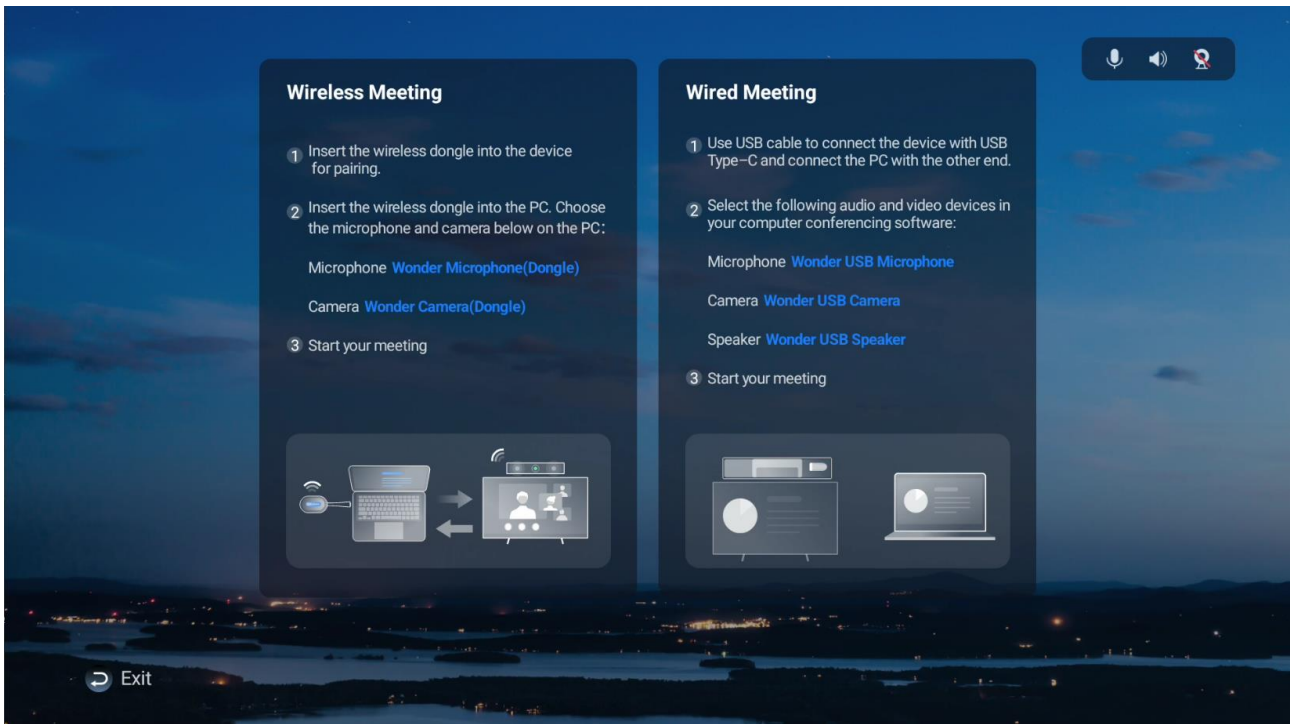 Wireless Meeting
1 Insert the wireless dongle into the device
for pairing.
2 Insert the wireless dongle into the PC. Choose
the microphone and camera below on the PC：
Microphone Wonder Microphone(Dongle)
Camera Wonder Camera(Dongle)
3 Start your meeting
Wired Meeting
1 Use USB cable to connect the device with USB
Type-C and connect the PC with the other end.
2 Select the following audio and video devices in
your computer conferencing software:
Microphone Wonder USB Microphone
Camera Wonder USB Camera
Speaker Wonder USB Speaker
3 Start your meeting
Exit